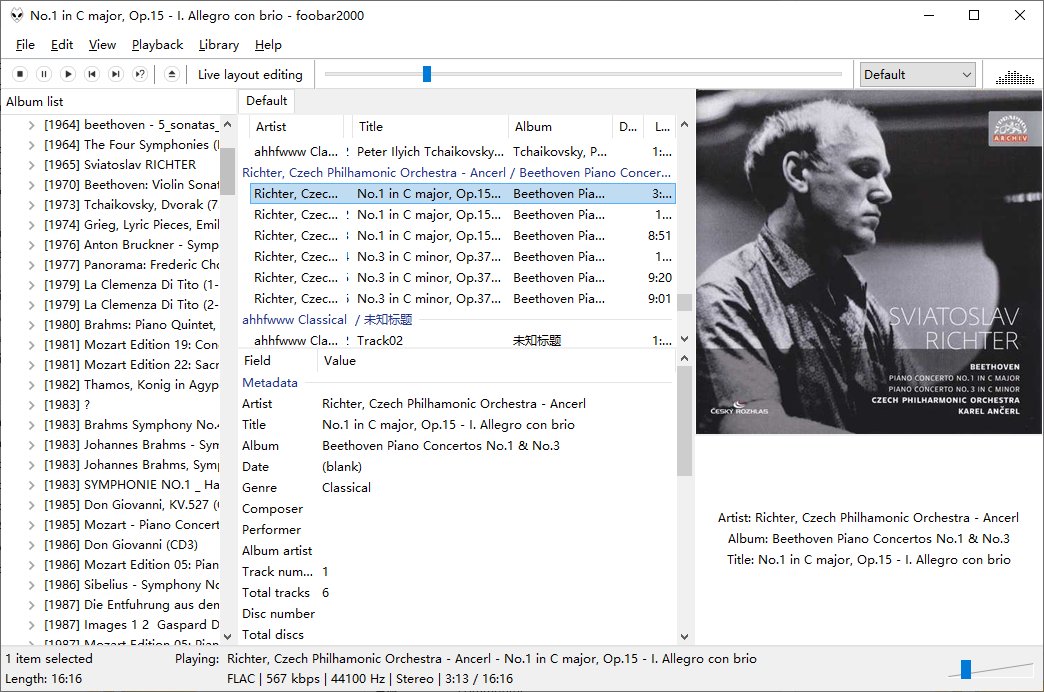 No.1 in C major, Op.15 - I. Allegro con brio - foobar2000
File Edit View Playback Library Help
Live layout editing
Default
Album list
[1964] beethoven - 5_sonatas_
[1964] The Four Symphonies (
[1965] Sviatoslav RICHTER
[1970] Beethoven: Violin Sonat
[1973] Tchaikovsky, Dvorak (7
[1974] Grieg, Lyric Pieces, Emil
[1976] Anton Bruckner - Symp
[1977] Panorama: Frederic Cho
[1979] La Clemenza Di Tito (1-
[1979] La Clemenza Di Tito (2-
[1980] Brahms: Piano Quintet,
[1981] Mozart Edition 19: Con
[1981] Mozart Edition 22: Sacr
[1982] Thamos, Konig in Agyp
[1983] ?
[1983] Brahms Symphony No.4
[1983] Johannes Brahms - Sym
[1983] Johannes Brahms, Symp
[1983] SYMPHONIE NO.1 _ Ha
[1985] Don Giovanni, KV.527 (
[1985] Mozart - Piano Concert
[1986] Don Giovanni (CD3)
[1986] Mozart Edition 05: Pian
[1986] Sibelius - Symphony No
[1987] Die Entfuhrung aus den
[1987] Images 1 2 Gaspard D
[1987] Mozart Edition 05: Pian
Default
Artist Title Album D... L...
ahhfwww Cla... Peter Ilyich Tchaikovsky... Tchaikovsky, P... 1:...
Richter, Czech Philhamonic Orchestra - Ancerl / Beethoven Piano Concer...
Richter, Czec... No.1 in C major, Op.15... Beethoven Pia... 3:...
Richter, Czec... No.1 in C major, Op.15... Beethoven Pia... 1...
Richter, Czec... No.1 in C major, Op.15... Beethoven Pia... 8:51
Richter, Czec... No.3 in C minor, Op.37... Beethoven Pia... 1...
Richter, Czec... No.3 in C minor, Op.37... Beethoven Pia... 9:20
Richter, Czec... No.3 in C minor, Op.37... Beethoven Pia... 9:01
ahhfwww Classical / 未知标题
ahhfwww Cla... Track02 未知标题 1:...
Field Value
Metadata
Artist Richter, Czech Philhamonic Orchestra - Ancerl
Title No.1 in C major, Op.15 - I. Allegro con brio
Album Beethoven Piano Concertos No.1 & No.3
Date (blank)
Genre Classical
Composer
Performer
Album artist
Track num... 1
Total tracks 6
Disc number
Total discs
SUPRAPHON
ARCHIV
SVIATOSLAV
RICHTER
BEETHOVEN
PIANO CONCERTO NO.1 IN C MAJOR
PIANO CONCERTO NO.3 IN C MINOR
CZECH PHILHARMONIC ORCHESTRA
KAREL ANČERL
ČESKÝ ROZHLAS
Artist: Richter, Czech Philhamonic Orchestra - Ancerl
Album: Beethoven Piano Concertos No.1 & No.3
Title: No.1 in C major, Op.15 - I. Allegro con brio
1 item selected
Length: 16:16
Playing: Richter, Czech Philhamonic Orchestra - Ancerl - No.1 in C major, Op.15 - I. Allegro con brio
FLAC | 567 kbps | 44100 Hz | Stereo | 3:13 / 16:16